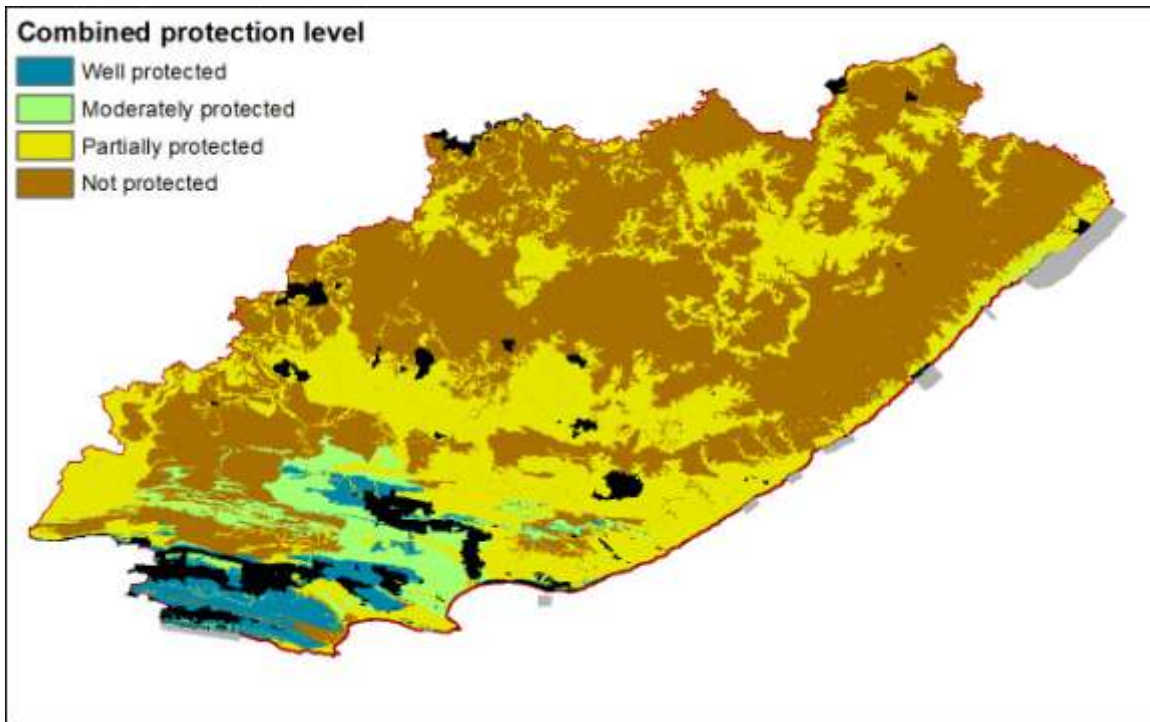 Combined protection level
Well protected
Moderately protected
Partially protected
Not protected